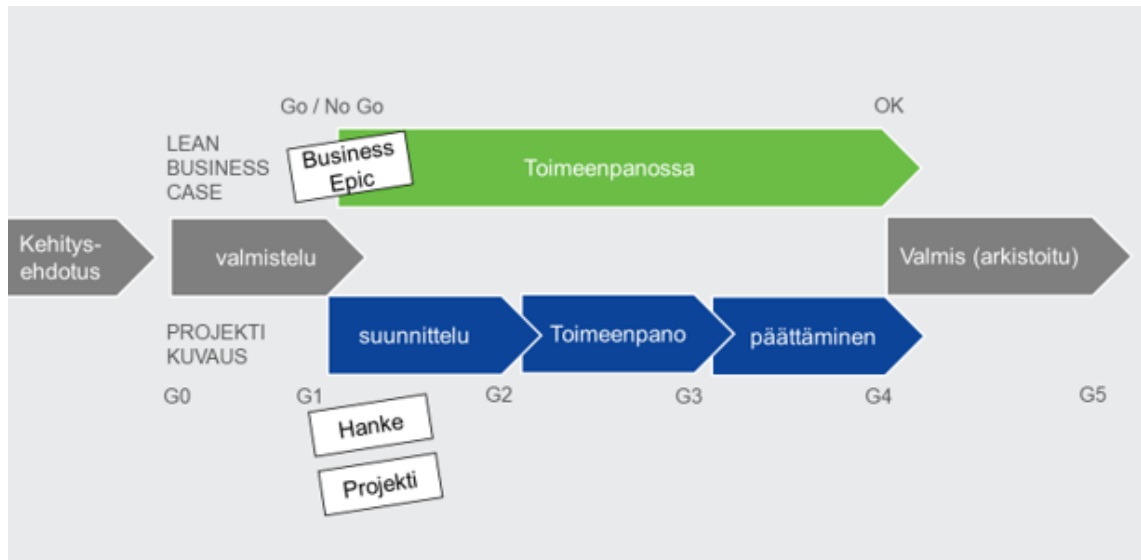 Go / No Go
OK
LEAN
BUSINESS
CASE
Business
Epic
Toimeenpanossa
Kehitys-
ehdotus
valmistelu
Valmis (arkistoitu)
PROJEKTI
KUVAUS
suunnittelu
Toimeenpano
päättäminen
G0
G1
G2
G3
G4
G5
Hanke
Projekti